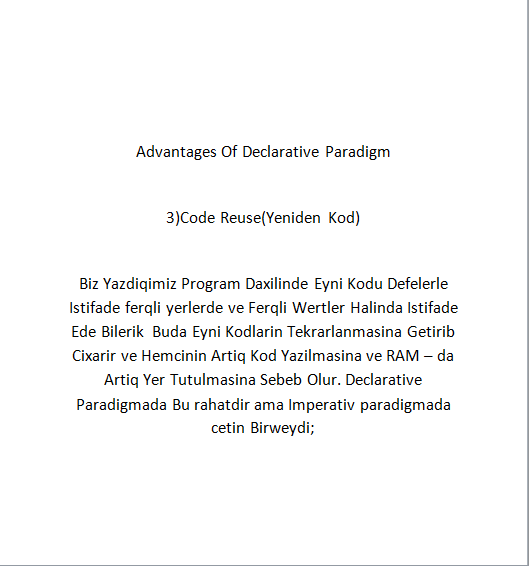 Advantages Of Declarative Paradigm
3)Code Reuse(Yeniden Kod)
Biz Yazdiqimiz Program Daxilinde Eyni Kodu Defelerle
Istifade ferqli yerlerde ve Ferqli Wertler Halinda Istifade
Ede Bilerik Buda Eyni Kodlarin Tekrarlanmasina Getirib
Cixarir ve Hemcinin Artiq Kod Yazilmasina ve RAM – da
Artiq Yer Tutulmasina Sebeb Olur. Declarative
Paradigmada Bu rahatdir ama Imperativ paradigmada
cetin Birweydi;